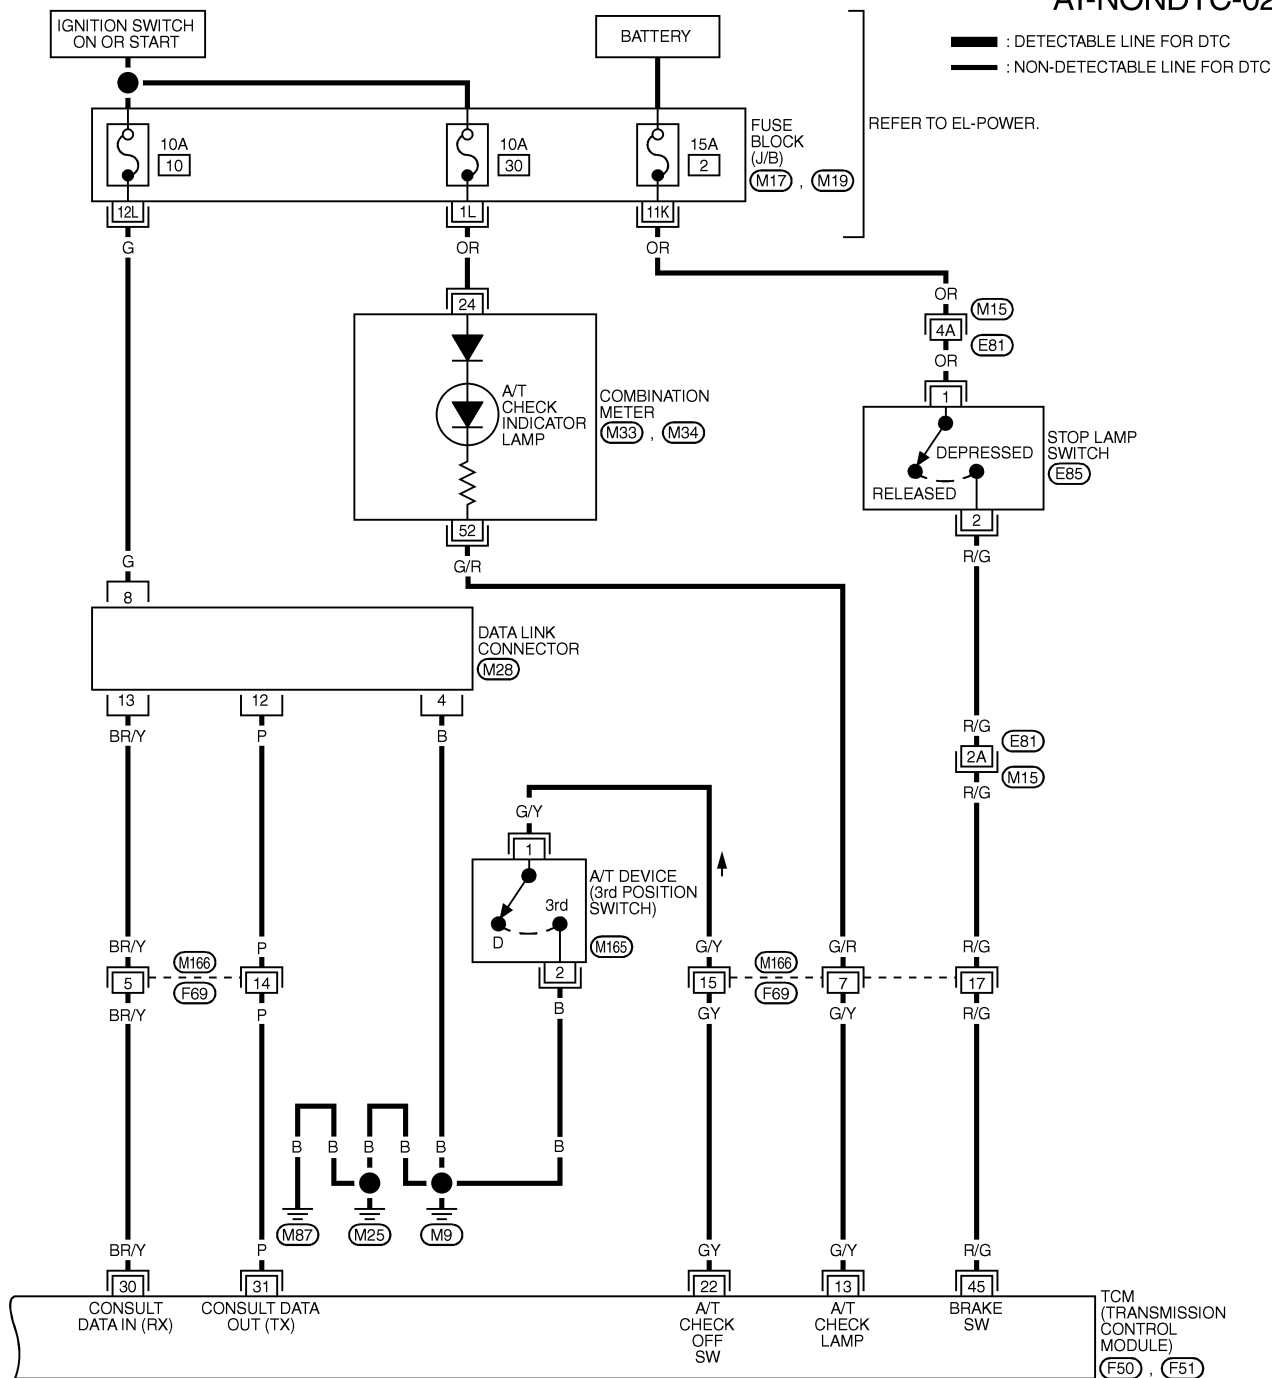 AT-NONDTC-02
IGNITION SWITCH
ON OR START
BATTERY
: DETECTABLE LINE FOR DTC
: NON-DETECTABLE LINE FOR DTC
REFER TO EL-POWER.
10A
10
10A
30
15A
2
FUSE
BLOCK
(J/B)
M17 , M19
12L
1L
11K
G
OR
OR
OR
M15
4A
E81
OR
24
1
A/T
CHECK
INDICATOR
LAMP
COMBINATION
METER
M33 , M34
DEPRESSED
RELEASED
STOP LAMP
SWITCH
E85
52
2
G/R
R/G
G
8
DATA LINK
CONNECTOR
M28
13
12
4
BR/Y
P
B
R/G
E81
2A
M15
R/G
G/Y
1
A/T DEVICE
(3rd POSITION
SWITCH)
3rd
D
M165
2
B
BR/Y
P
G/Y
G/R
R/G
M166
M166
5
14
15
7
17
F69
F69
BR/Y
P
GY
G/Y
R/G
B
B
B
B
B
B
M87
M25
M9
BR/Y
P
GY
G/Y
R/G
30
31
22
13
45
CONSULT
DATA IN (RX)
CONSULT DATA
OUT (TX)
A/T
CHECK
OFF
SW
A/T
CHECK
LAMP
BRAKE
SW
TCM
(TRANSMISSION
CONTROL
MODULE)
F50 , F51